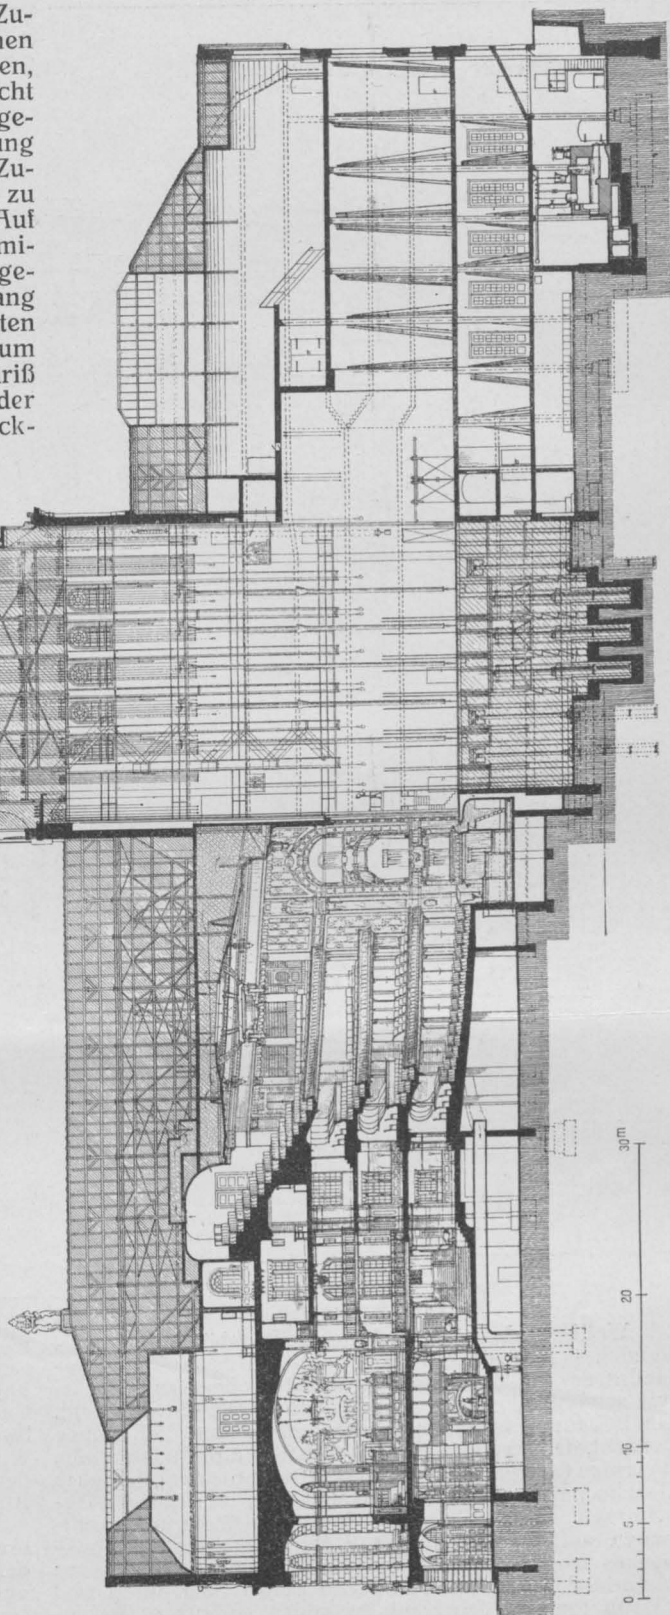 Zu-
nen
en,
cht
ge-
ung
Zu-
zu
Auf
mi-
ge-
ang
ten
um
riß
der
ck-
0
5
10
20
30m